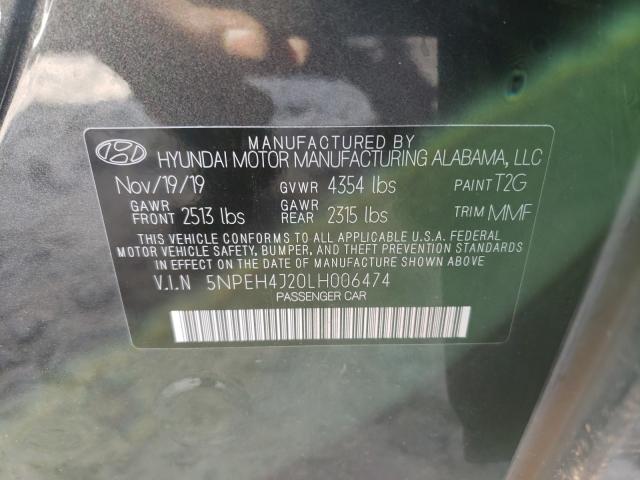 MANUFACTURED BY
HYUNDAI MOTOR MANUFACTURING ALABAMA, LLC
Nov/19/19 GVWR 4354 lbs PAINT T2G
GAWR FRONT 2513 lbs GAWR REAR 2315 lbs TRIM MMF
THIS VEHICLE CONFORMS TO ALL APPLICABLE U.S.A. FEDERAL
MOTOR VEHICLE SAFETY, BUMPER, AND THEFT PREVENTION STANDARDS
IN EFFECT ON THE DATE OF MANUFACTURE SHOWN ABOVE.
V.I.N 5NPEH4J20LH006474
PASSENGER CAR